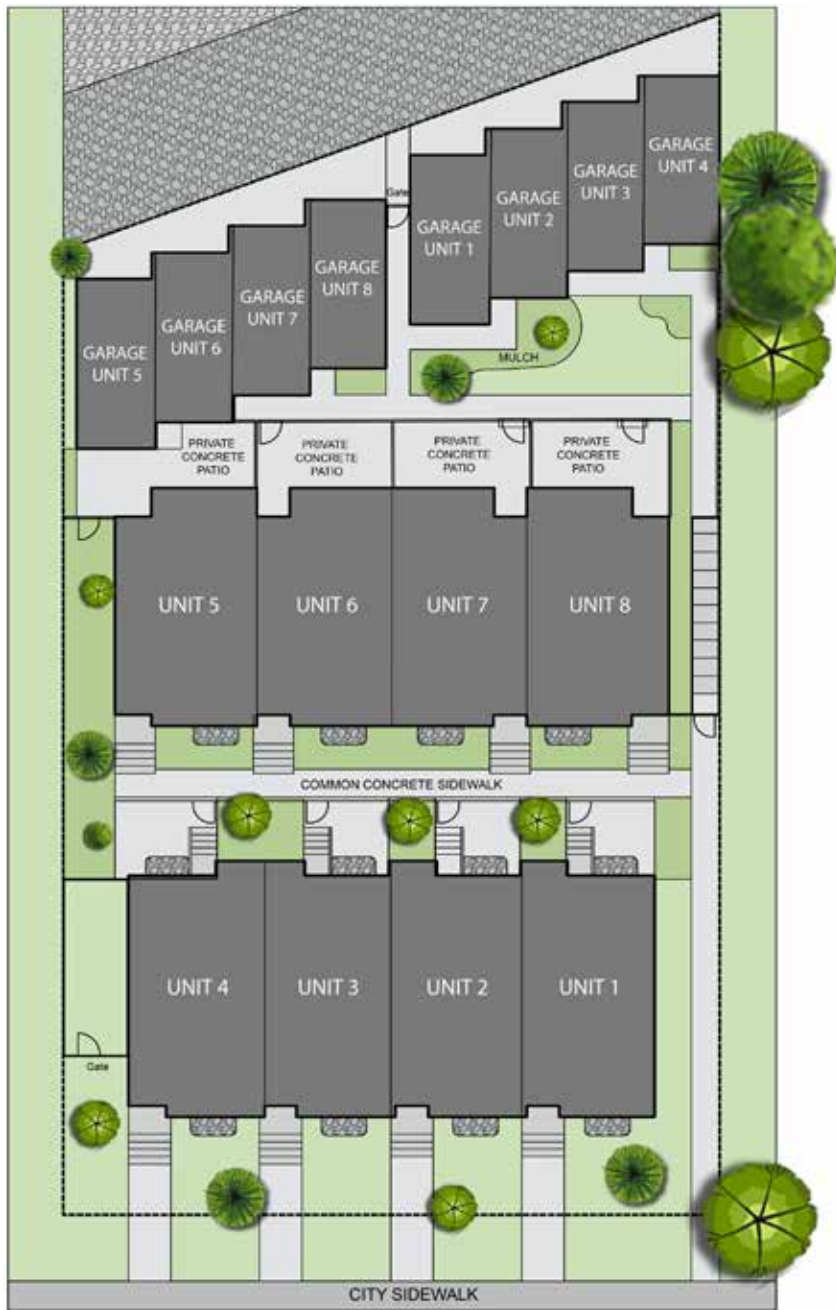 GARAGE
UNIT 4
GARAGE
UNIT 3
GARAGE
UNIT 2
Gate
GARAGE
UNIT 1
GARAGE
UNIT 8
GARAGE
UNIT 7
GARAGE
UNIT 6
GARAGE
UNIT 5
MULCH
PRIVATE
CONCRETE
PATIO
PRIVATE
CONCRETE
PATIO
PRIVATE
CONCRETE
PATIO
PRIVATE
CONCRETE
PATIO
UNIT 5
UNIT 6
UNIT 7
UNIT 8
COMMON CONCRETE SIDEWALK
UNIT 4
UNIT 3
UNIT 2
UNIT 1
Gate
CITY SIDEWALK